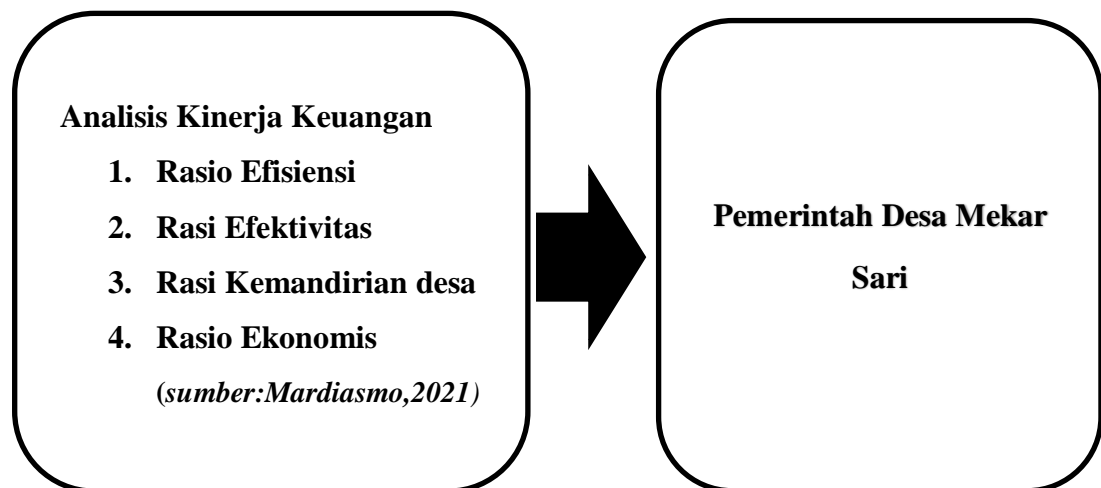 Analisis Kinerja Keuangan
1. Rasio Efisiensi
2. Rasi Efektivitas
3. Rasi Kemandirian desa
4. Rasio Ekonomis
(sumber:Mardiasmo,2021)
Pemerintah Desa Mekar
Sari